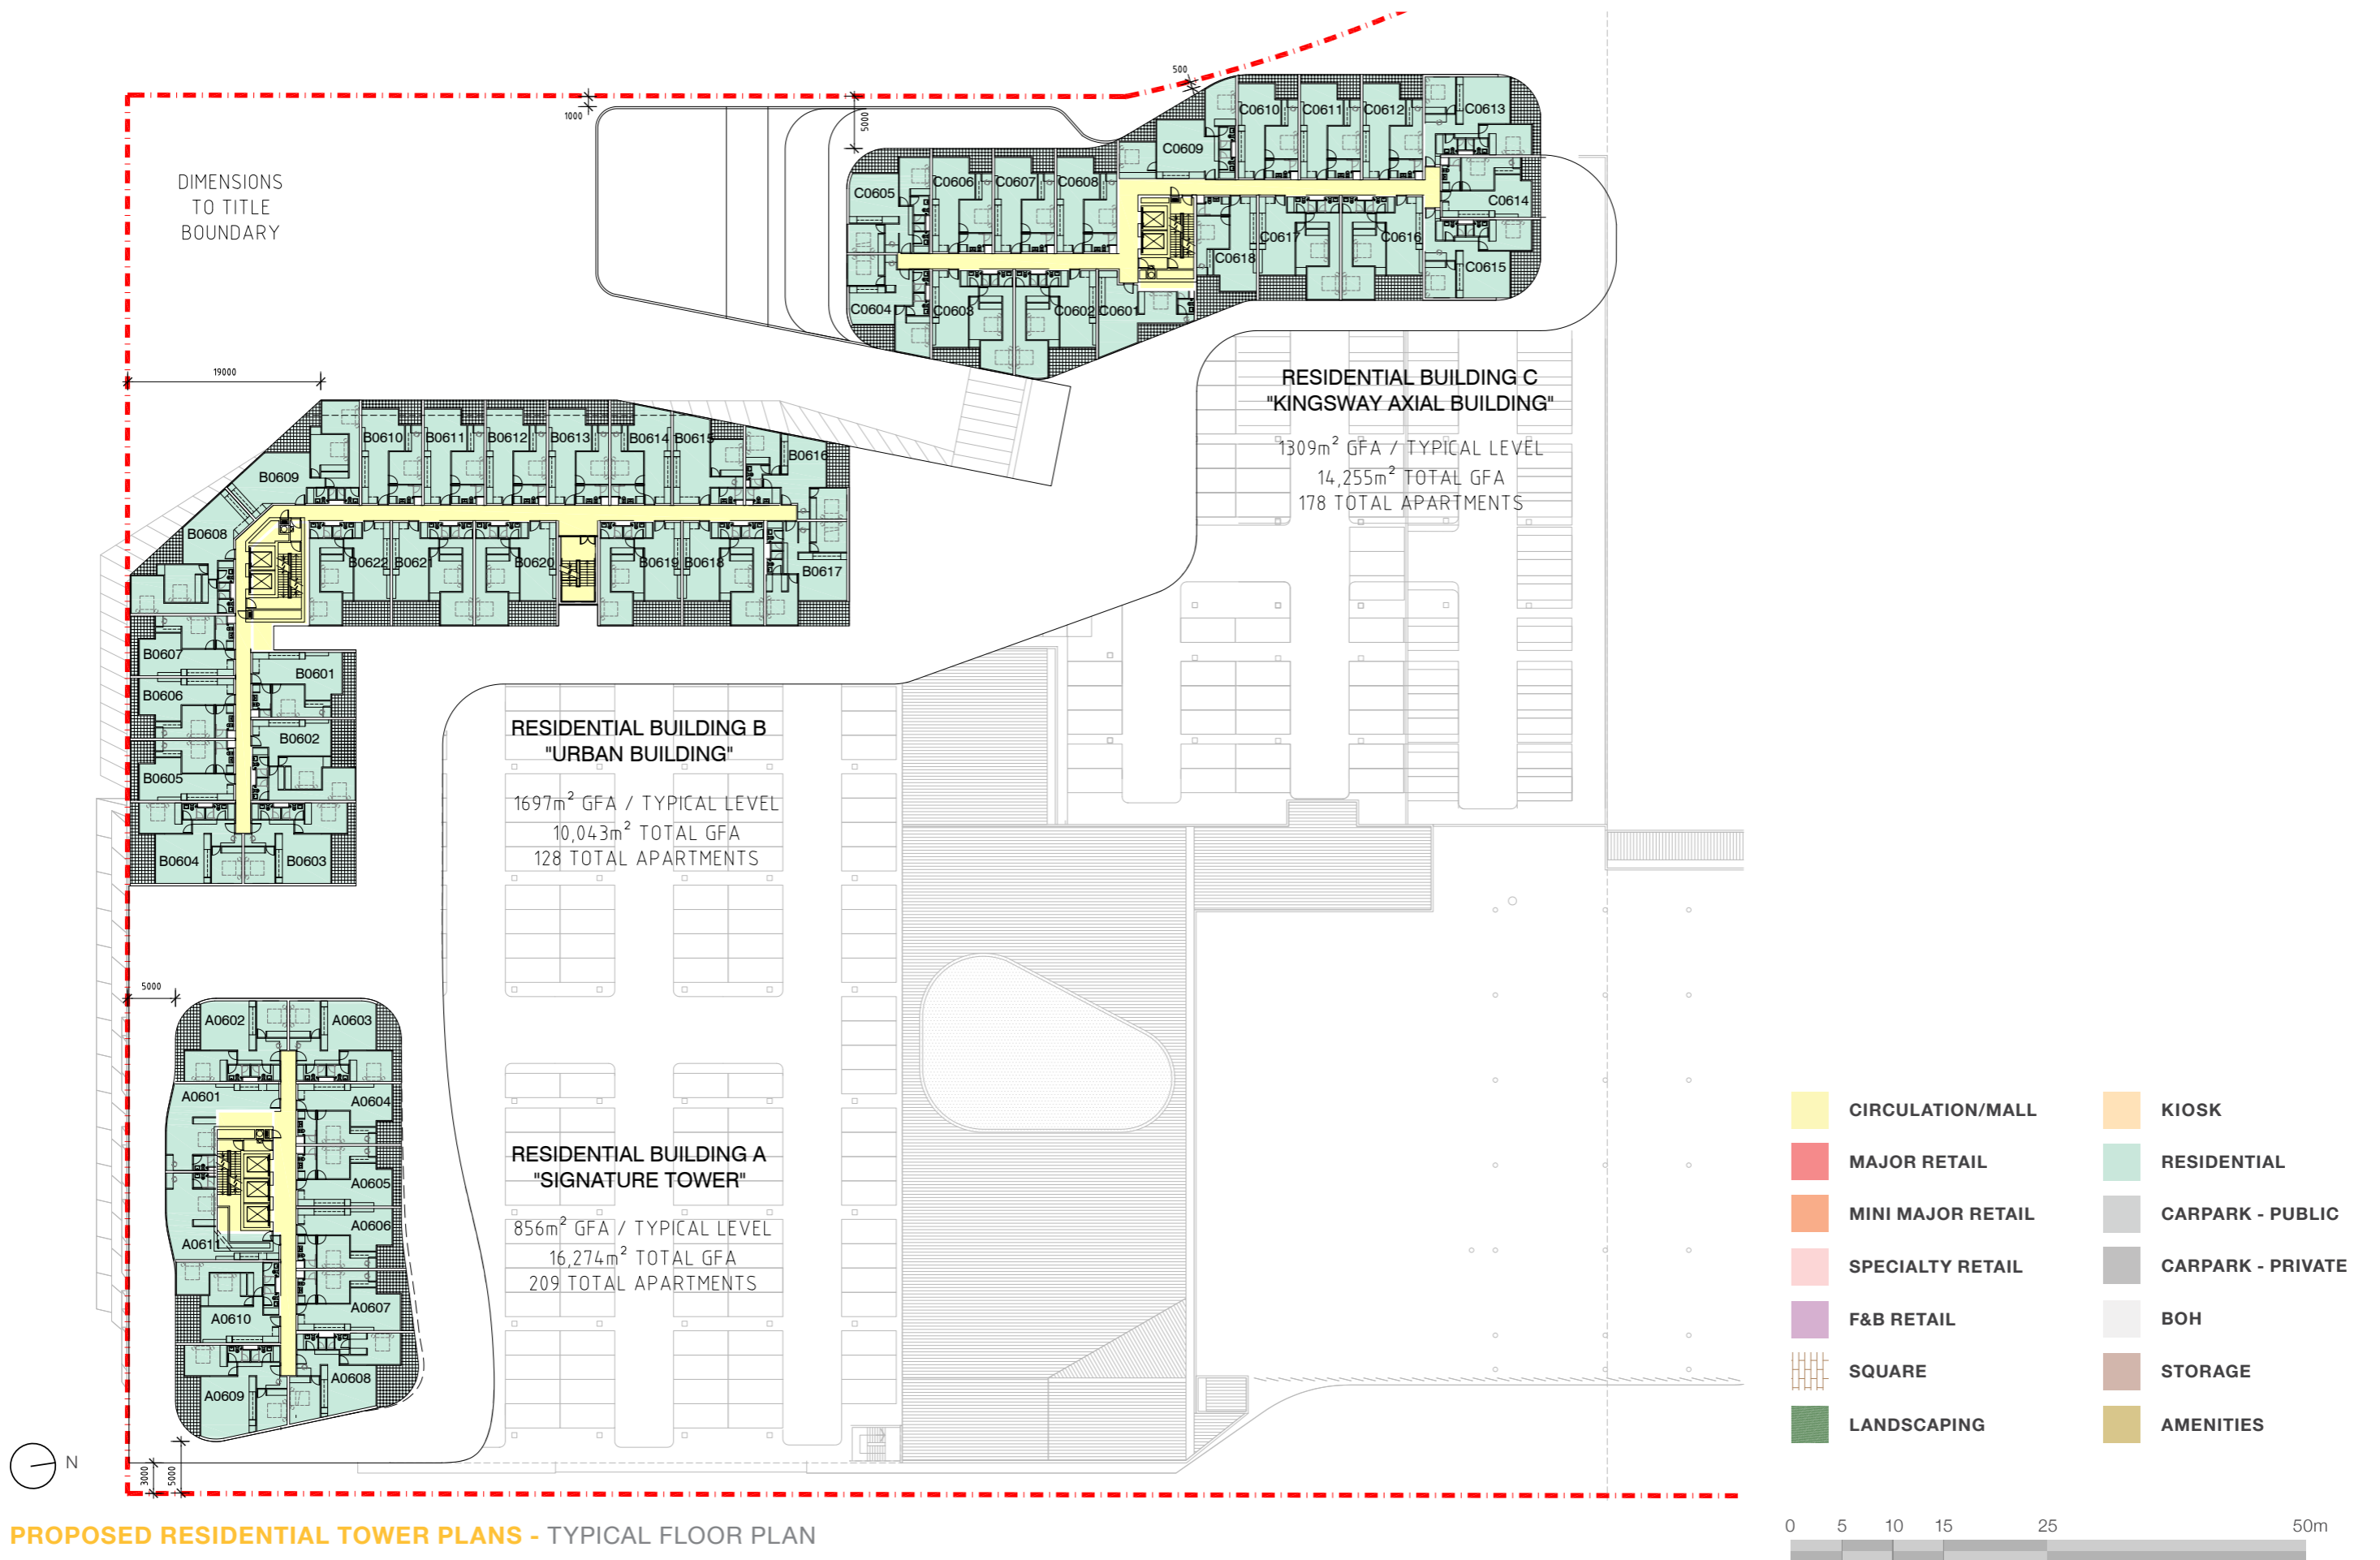 500
1000
5000
DIMENSIONS
TO TITLE
BOUNDARY
19000
C0601
C0602
C0603
C0604
C0605
C0606
C0607
C0608
C0609
C0610
C0611
C0612
C0613
C0614
C0615
C0616
C0617
C0618
RESIDENTIAL BUILDING C
"KINGSWAY AXIAL BUILDING"
1309m² GFA / TYPICAL LEVEL
14,255m² TOTAL GFA
178 TOTAL APARTMENTS
B0601
B0602
B0603
B0604
B0605
B0606
B0607
B0608
B0609
B0610
B0611
B0612
B0613
B0614
B0615
B0616
B0617
B0618
B0619
B0620
B0621
B0622
RESIDENTIAL BUILDING B
"URBAN BUILDING"
1697m² GFA / TYPICAL LEVEL
10,043m² TOTAL GFA
128 TOTAL APARTMENTS
5000
A0601
A0602
A0603
A0604
A0605
A0606
A0607
A0608
A0609
A0610
A0611
RESIDENTIAL BUILDING A
"SIGNATURE TOWER"
856m² GFA / TYPICAL LEVEL
16,274m² TOTAL GFA
209 TOTAL APARTMENTS
3000
5000
N
CIRCULATION/MALL
MAJOR RETAIL
MINI MAJOR RETAIL
SPECIALTY RETAIL
F&B RETAIL
SQUARE
LANDSCAPING
KIOSK
RESIDENTIAL
CARPARK - PUBLIC
CARPARK - PRIVATE
BOH
STORAGE
AMENITIES
0 5 10 15 25 50m
PROPOSED RESIDENTIAL TOWER PLANS - TYPICAL FLOOR PLAN